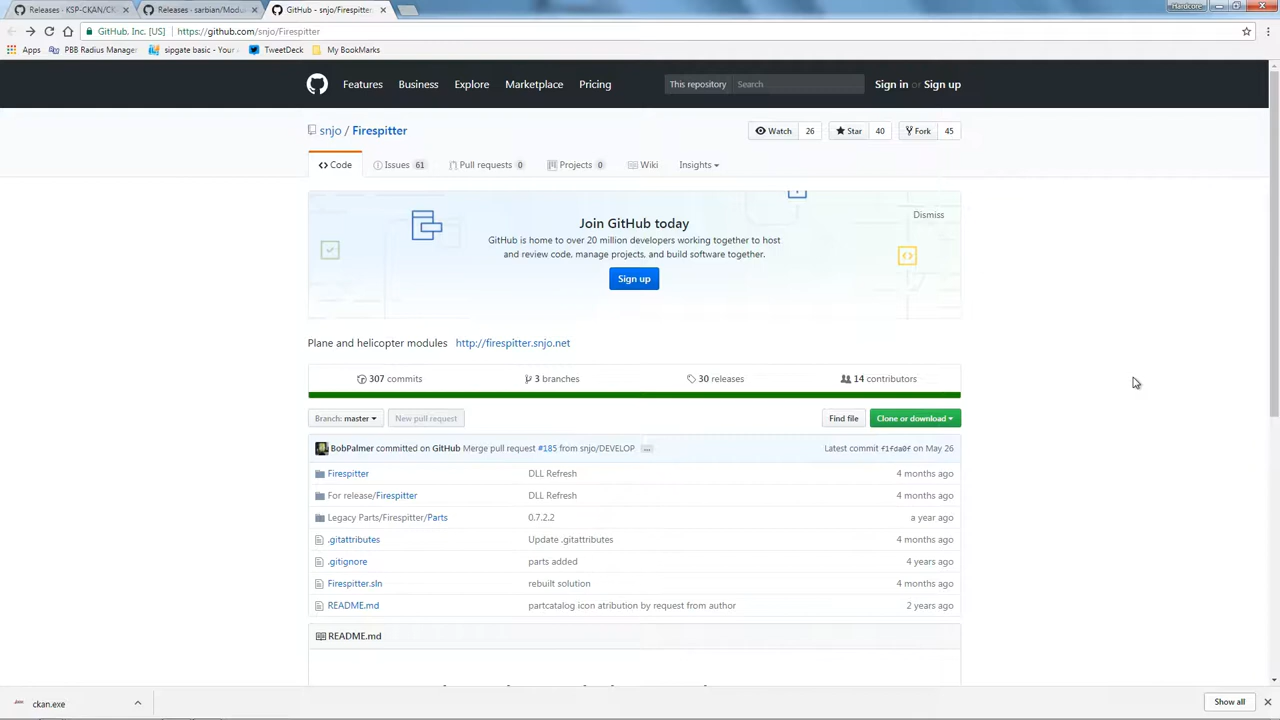 Releases - KSP-CKAN/CK
Releases - sarbian/Modu
GitHub - snjo/Firespitter
Hardcore
GitHub, Inc. [US]
https://github.com/snjo/Firespitter
Apps
PBB Radius Manager
sipgate basic - Your
TweetDeck
My BookMarks
Features
Business
Explore
Marketplace
Pricing
This repository
Search
Sign in or Sign up
snjo / Firespitter
Watch 26
Star 40
Fork 45
Code
Issues 61
Pull requests 0
Projects 0
Wiki
Insights
Join GitHub today
Dismiss
GitHub is home to over 20 million developers working together to host
and review code, manage projects, and build software together.
Sign up
Plane and helicopter modules http://firespitter.snjo.net
307 commits
3 branches
30 releases
14 contributors
Branch: master
New pull request
Find file
Clone or download
BobPalmer committed on GitHub Merge pull request #185 from snjo/DEVELOP ...
Latest commit f1fda0f on May 26
Firespitter DLL Refresh 4 months ago
For release/Firespitter DLL Refresh 4 months ago
Legacy Parts/Firespitter/Parts 0.7.2.2 a year ago
.gitattributes Update .gitattributes 4 months ago
.gitignore parts added 4 years ago
Firespitter.sln rebuilt solution 4 months ago
README.md partcatalog icon atribution by request from author 2 years ago
README.md
ckan.exe
Show all